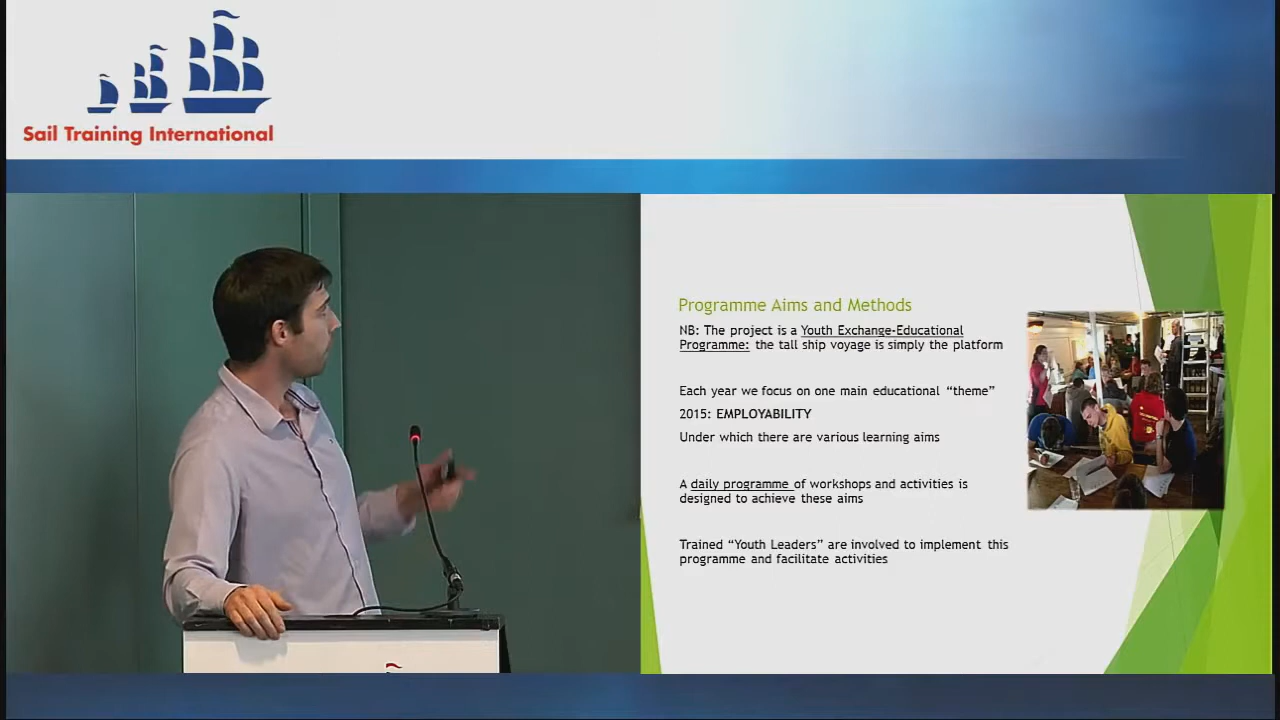 Sail Training International
Programme Aims and Methods
NB: The project is a Youth Exchange-Educational
Programme: the tall ship voyage is simply the platform
Each year we focus on one main educational “theme”
2015: EMPLOYABILITY
Under which there are various learning aims
A daily programme of workshops and activities is
designed to achieve these aims
Trained “Youth Leaders” are involved to implement this
programme and facilitate activities